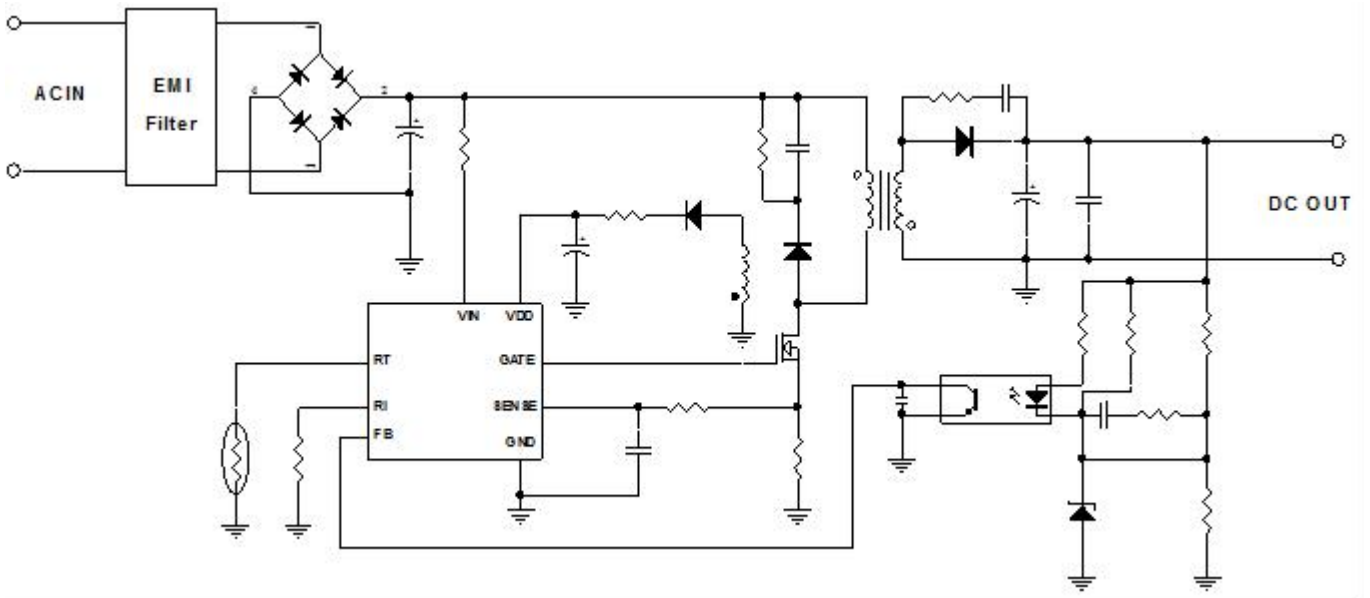 ACIN
EMI
Filter
DC OUT
VIN
VDD
RT
GATE
RI
SENSE
FB
GND